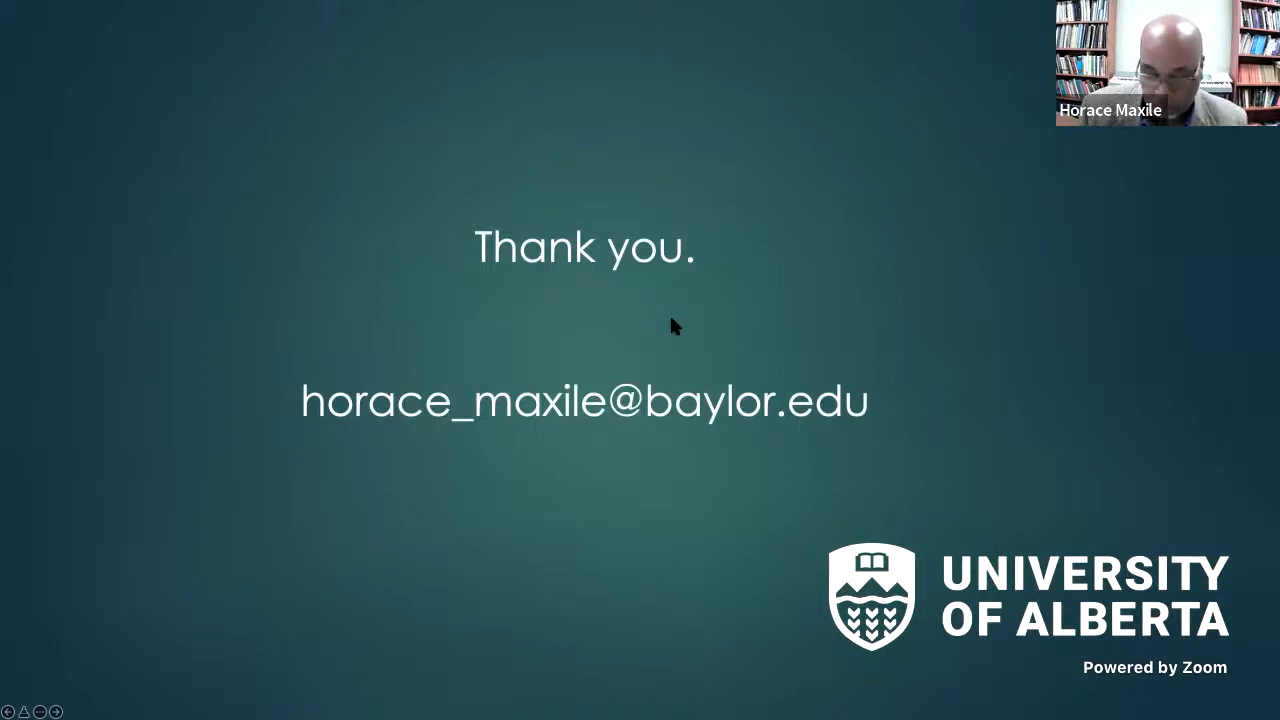 Horace Maxile
Thank you.
horace_maxile@baylor.edu
UNIVERSITY
OF ALBERTA
Powered by Zoom